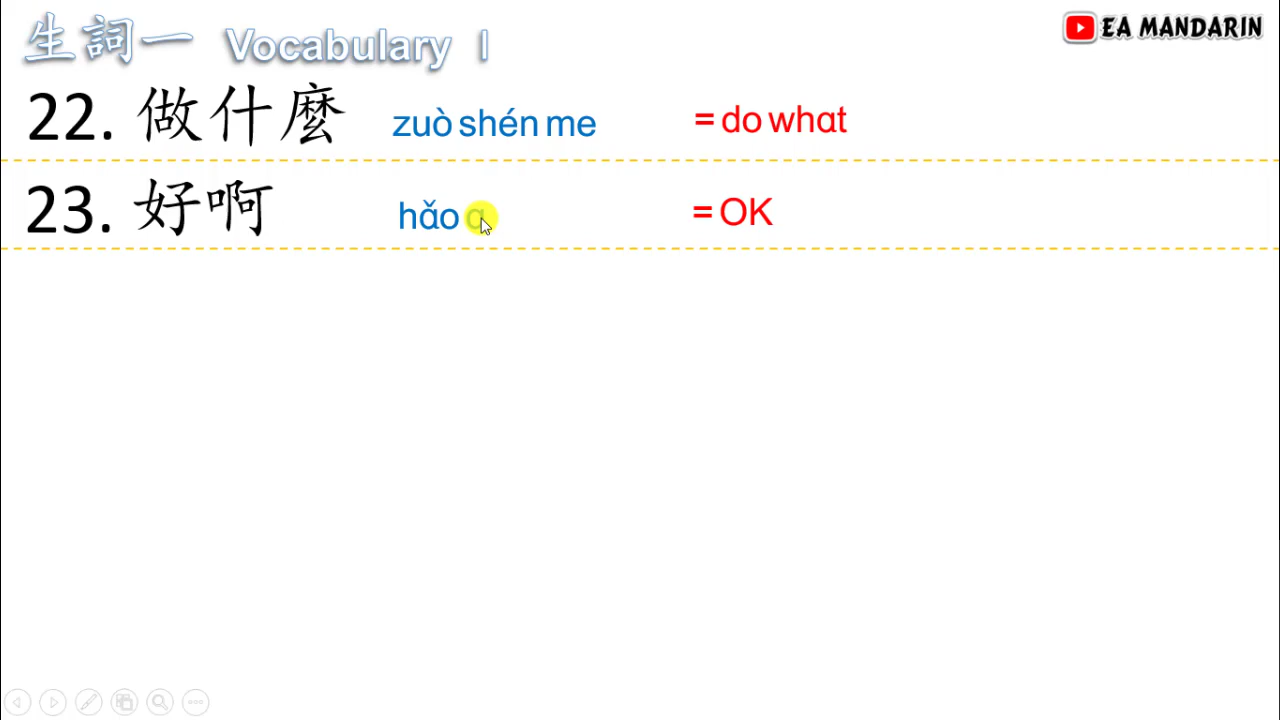 生詞一 Vocabulary I
EA MANDARIN
22. 做什麼 zuò shén me = do what
23. 好啊 hǎo a = OK